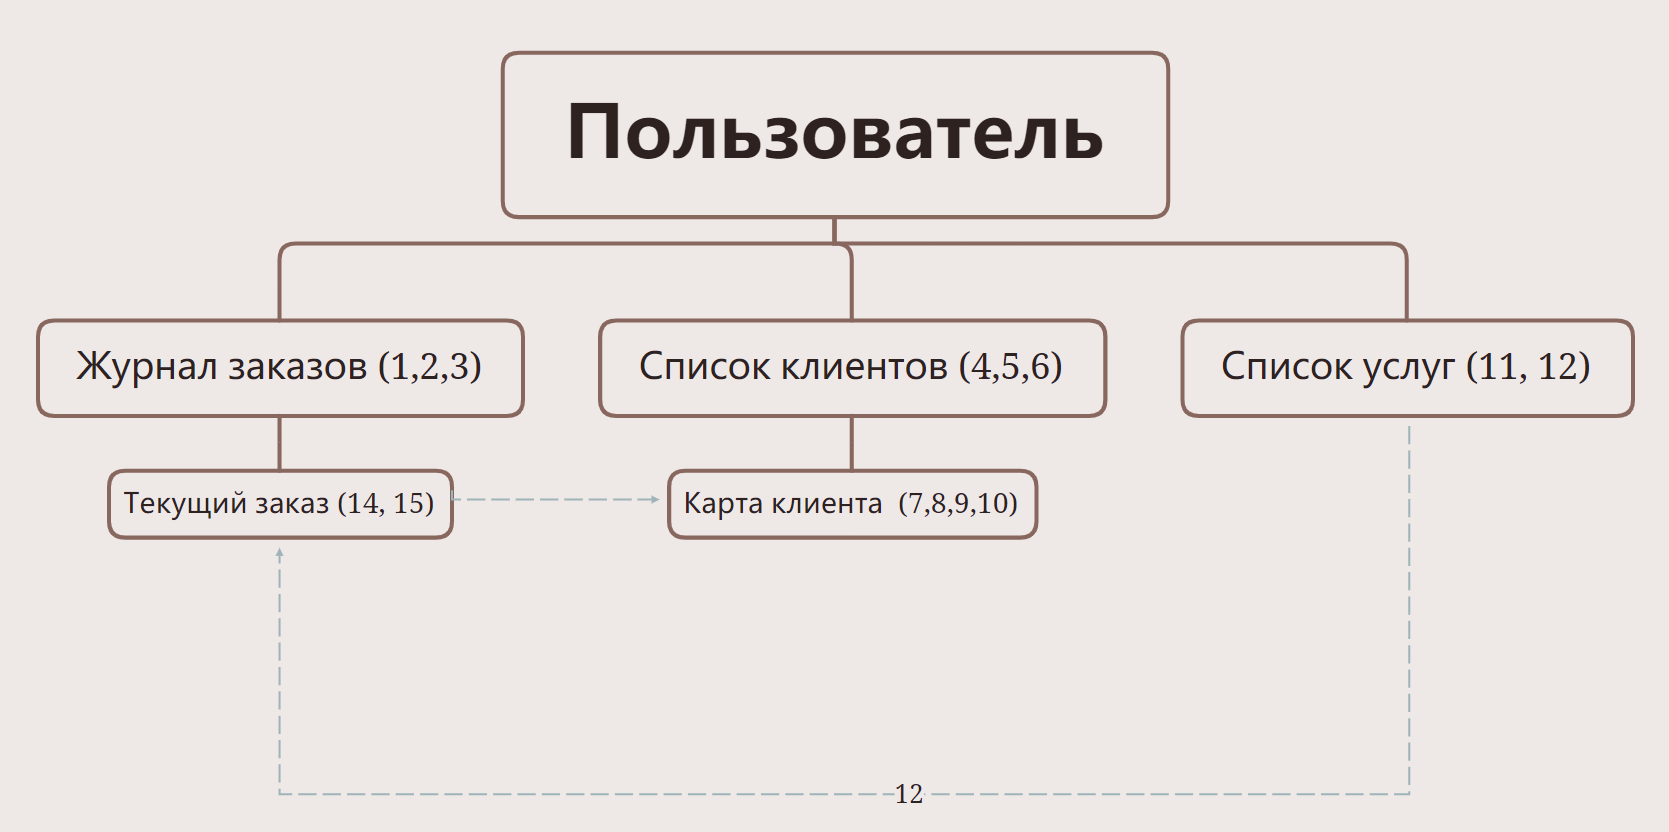 Пользователь
Журнал заказов (1,2,3)
Список клиентов (4,5,6)
Список услуг (11, 12)
Текущий заказ (14, 15)
Карта клиента (7,8,9,10)
12